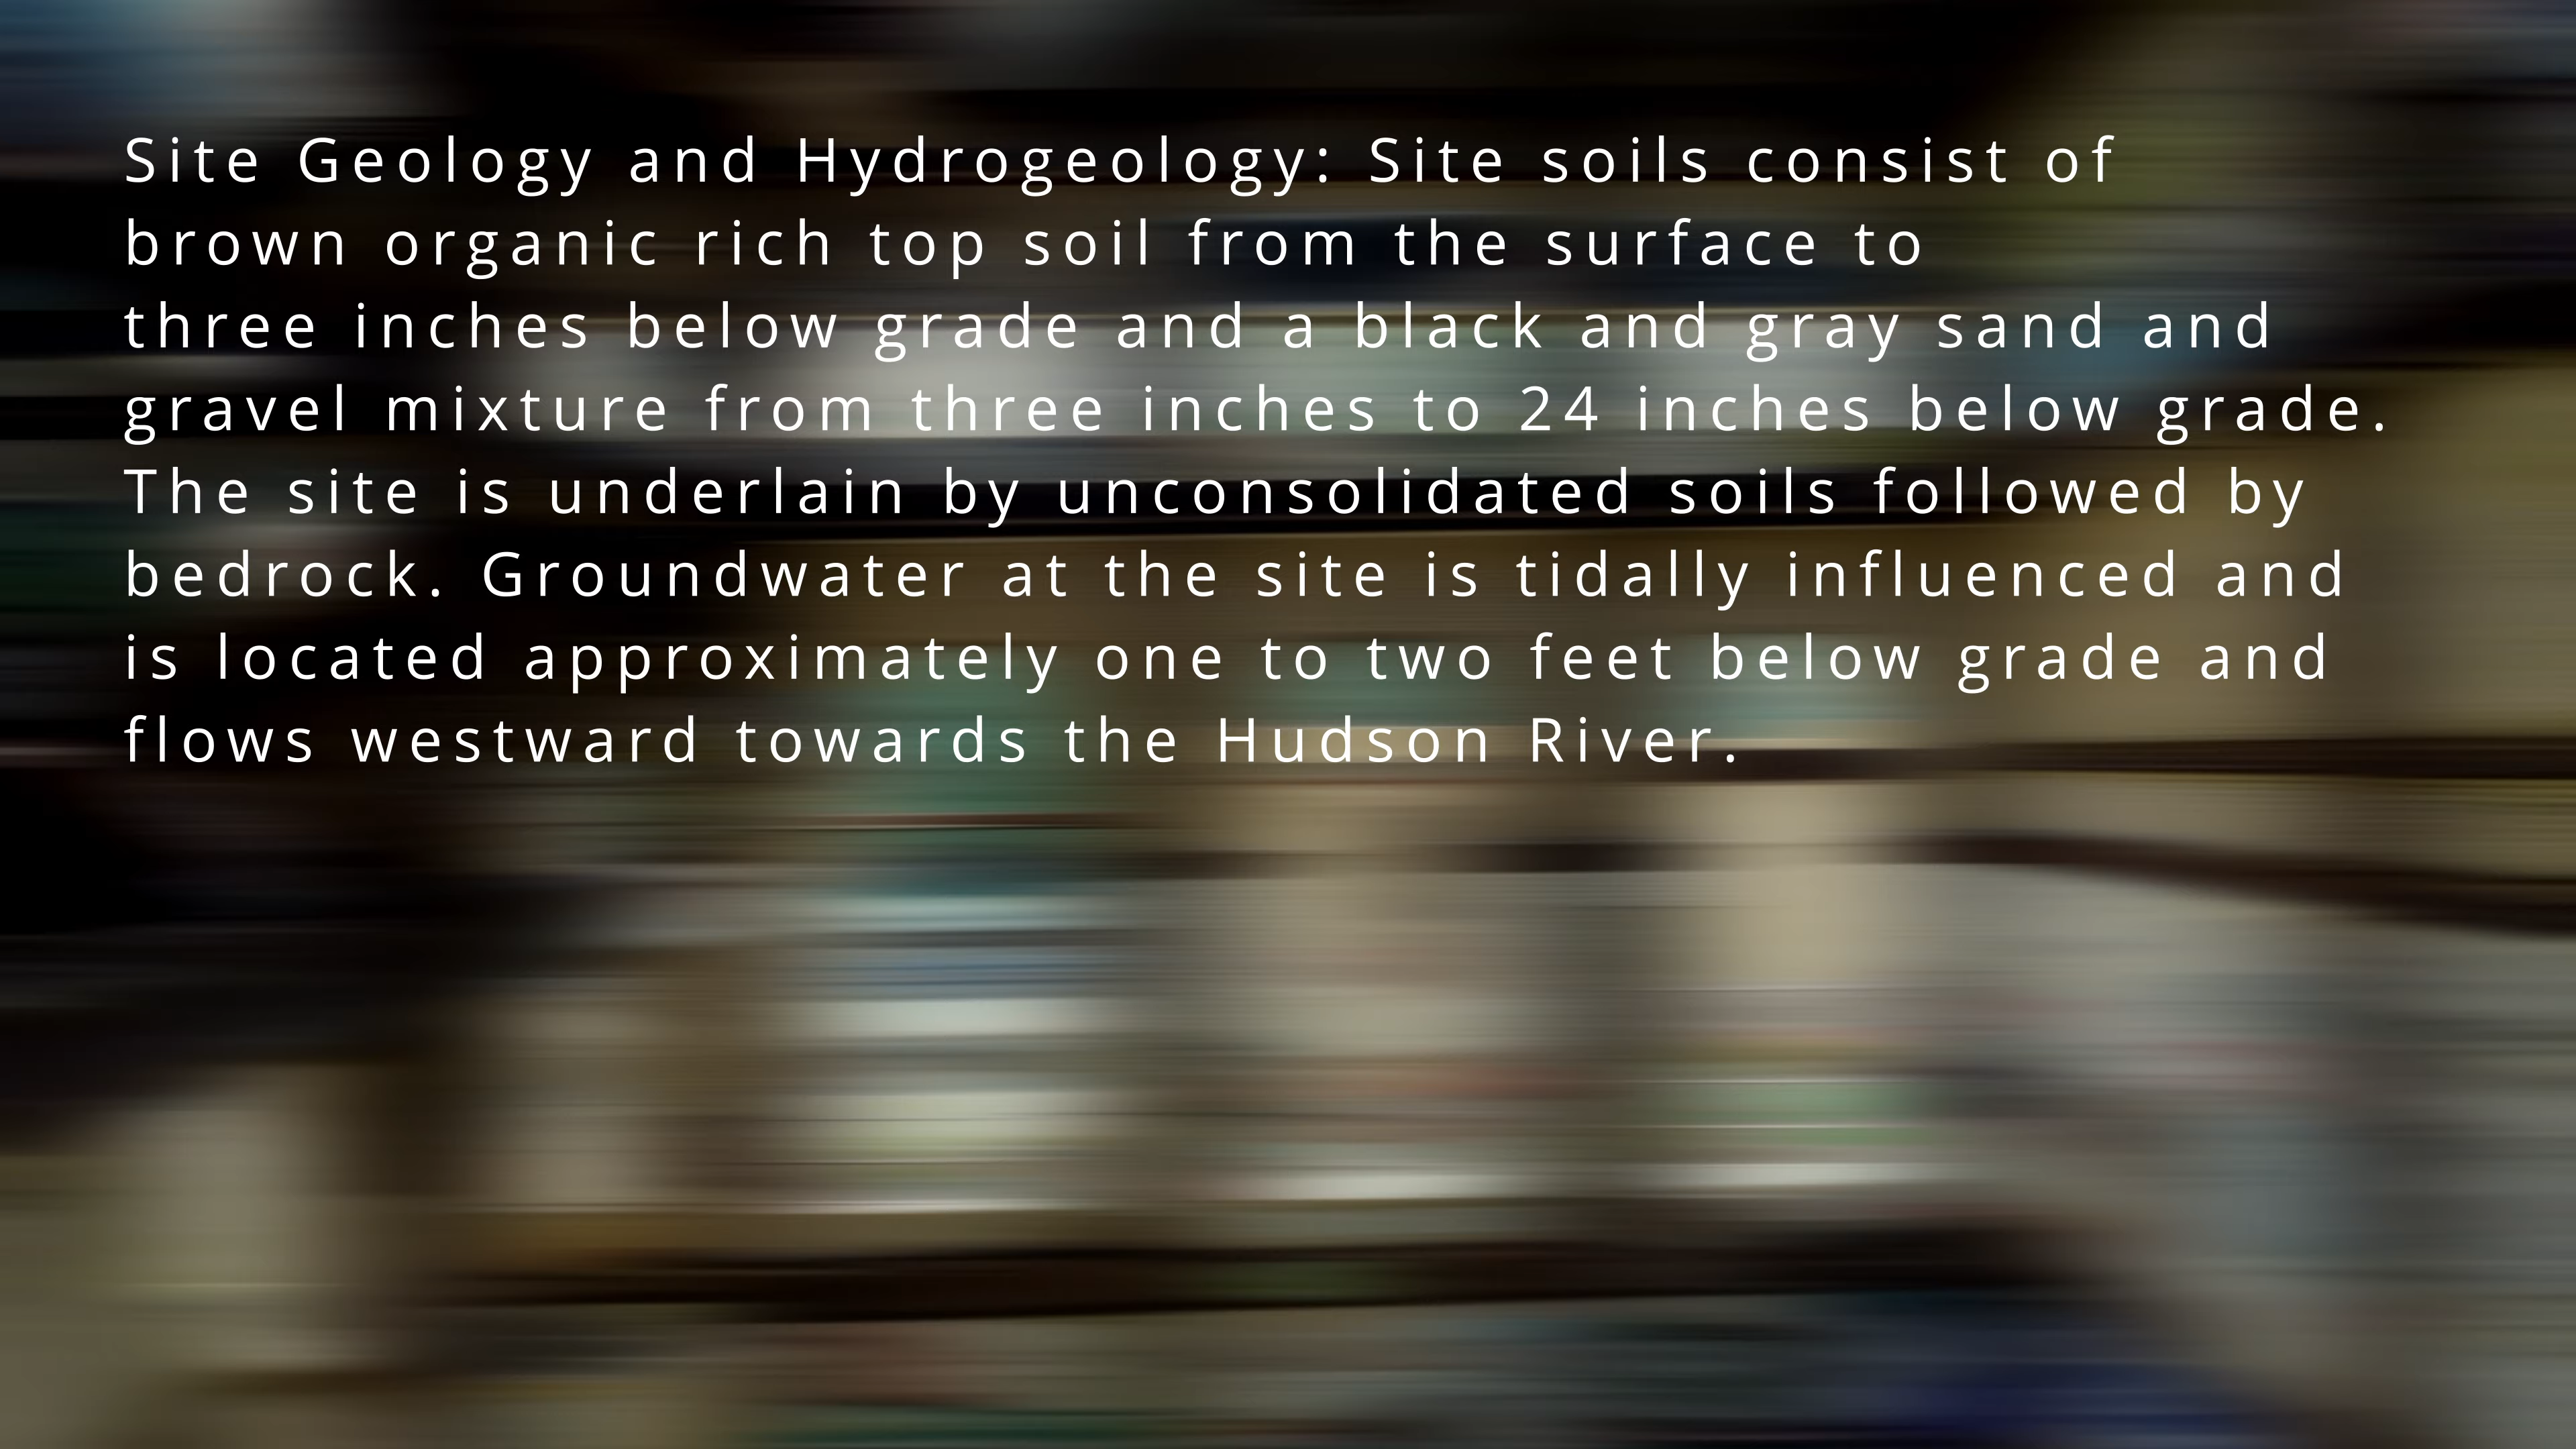 Site Geology and Hydrogeology: Site soils consist of
brown organic rich top soil from the surface to
three inches below grade and a black and gray sand and
gravel mixture from three inches to 24 inches below grade.
The site is underlain by unconsolidated soils followed by
bedrock. Groundwater at the site is tidally influenced and
is located approximately one to two feet below grade and
flows westward towards the Hudson River.